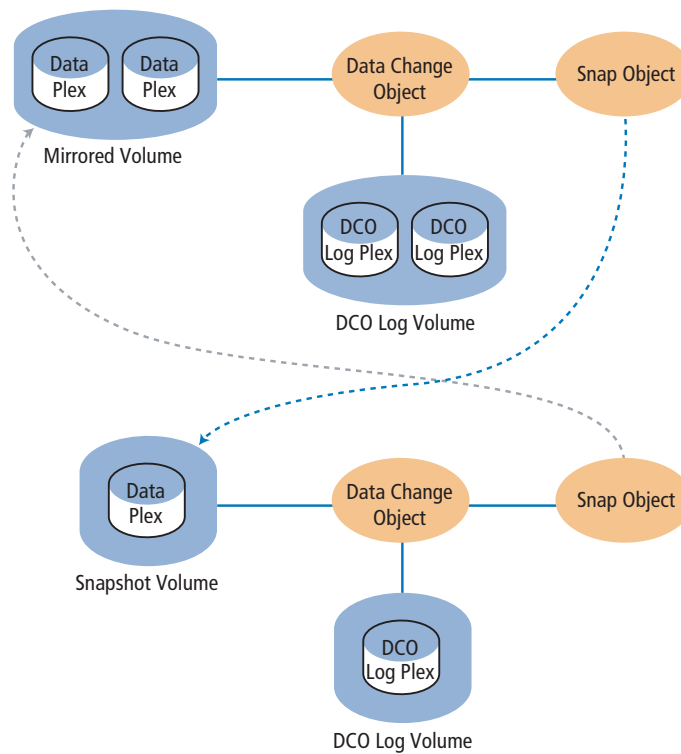 Data
Plex
Data
Plex
Mirrored Volume
Data Change
Object
Snap Object
DCO
Log Plex
DCO
Log Plex
DCO Log Volume
Data
Plex
Snapshot Volume
Data Change
Object
Snap Object
DCO
Log Plex
DCO Log Volume